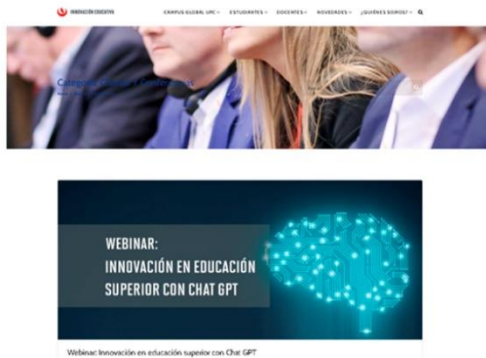 INNOVACIÓN EDUCATIVA
CAMPUS GLOBAL UPC ESTUDIANTES DOCENTES NOVEDADES ¿QUIÉNES SOMOS?
WEBINAR:
INNOVACIÓN EN EDUCACIÓN
SUPERIOR CON CHAT GPT
Webinar: Innovación en educación superior con Chat GPT